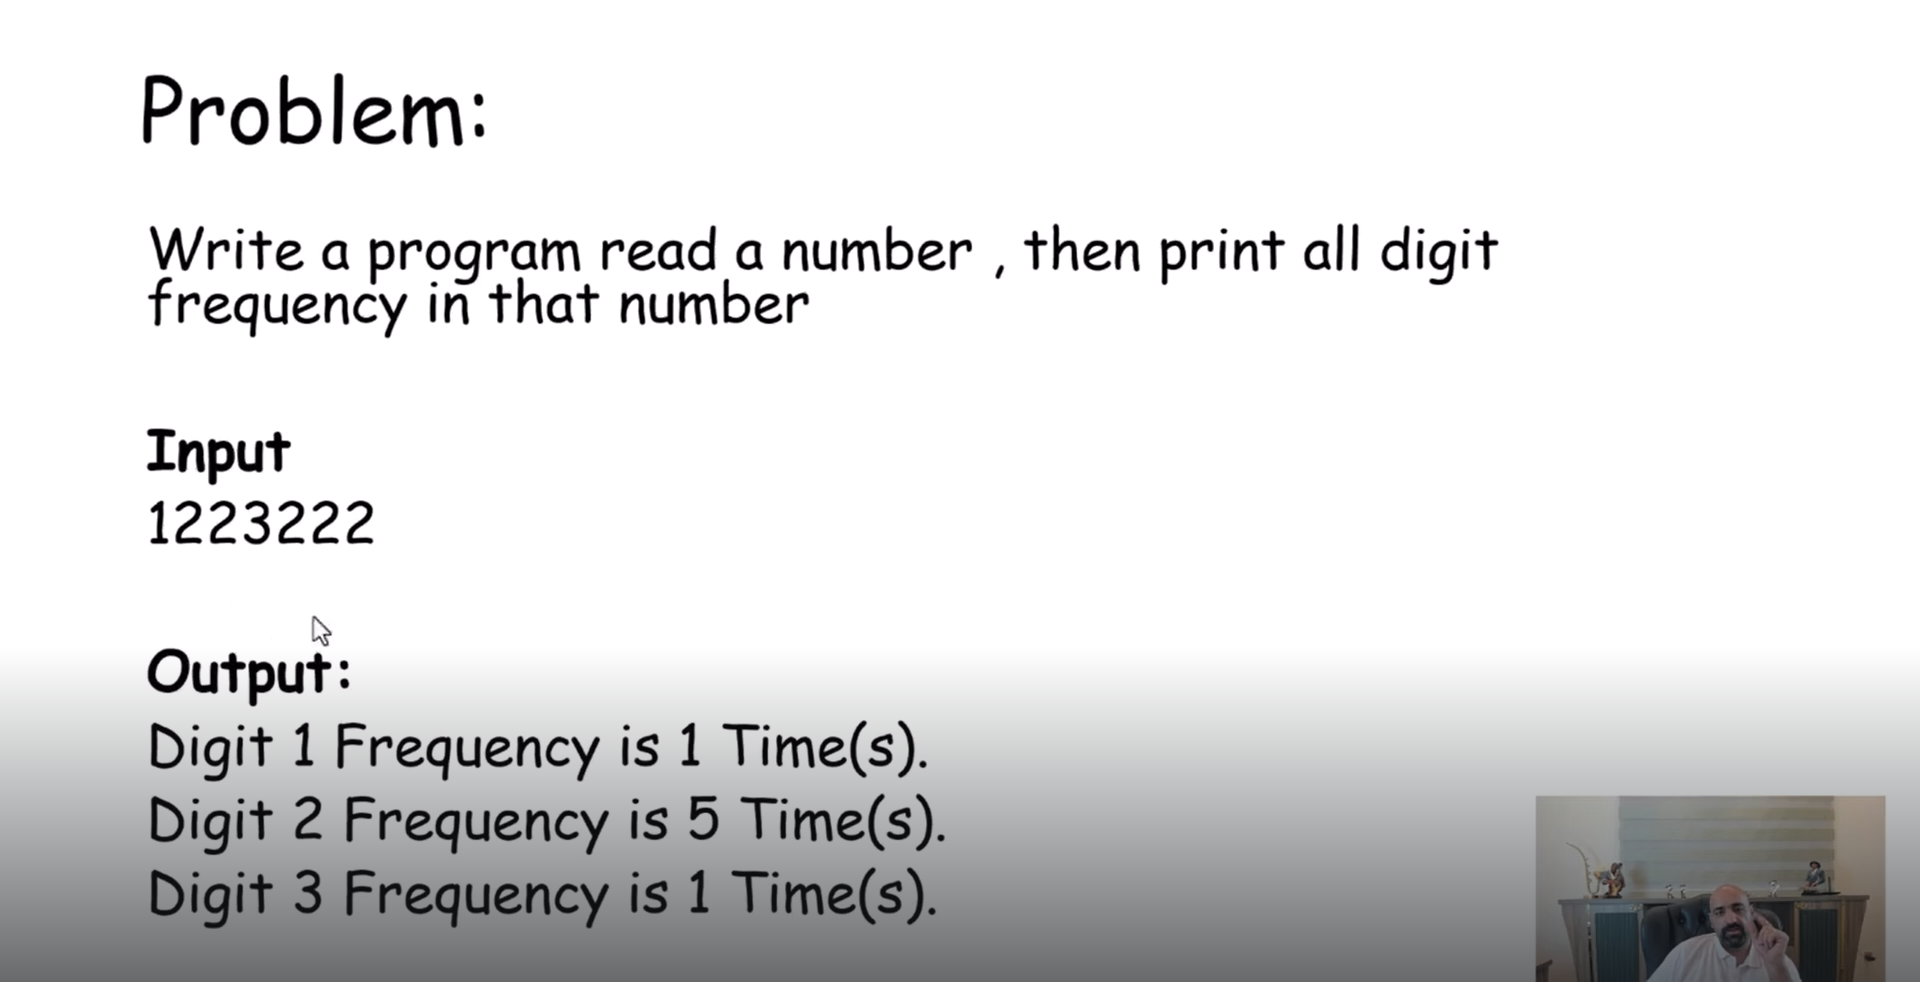 Problem:
Write a program read a number , then print all digit
frequency in that number
Input
1223222
Output:
Digit 1 Frequency is 1 Time(s).
Digit 2 Frequency is 5 Time(s).
Digit 3 Frequency is 1 Time(s).